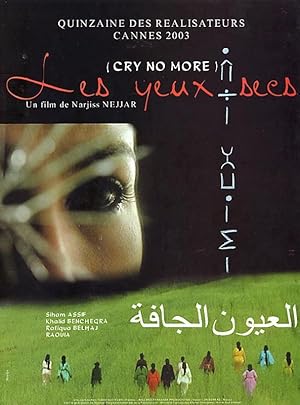 QUINZAINE DES REALISATEURS
CANNES 2003
(CRY NO MORE)
Les yeux secs
Un film de Narjiss NEJJAR
Siham ASSIF
Khalid BENCHEGRA
Rafiqua BELHAJ
RAOUIA
العيون الجافة